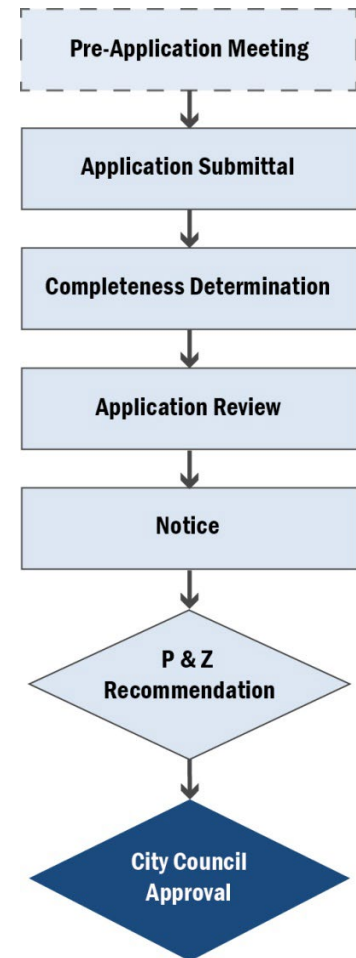 Pre-Application Meeting
Application Submittal
Completeness Determination
Application Review
Notice
P & Z
Recommendation
City Council
Approval